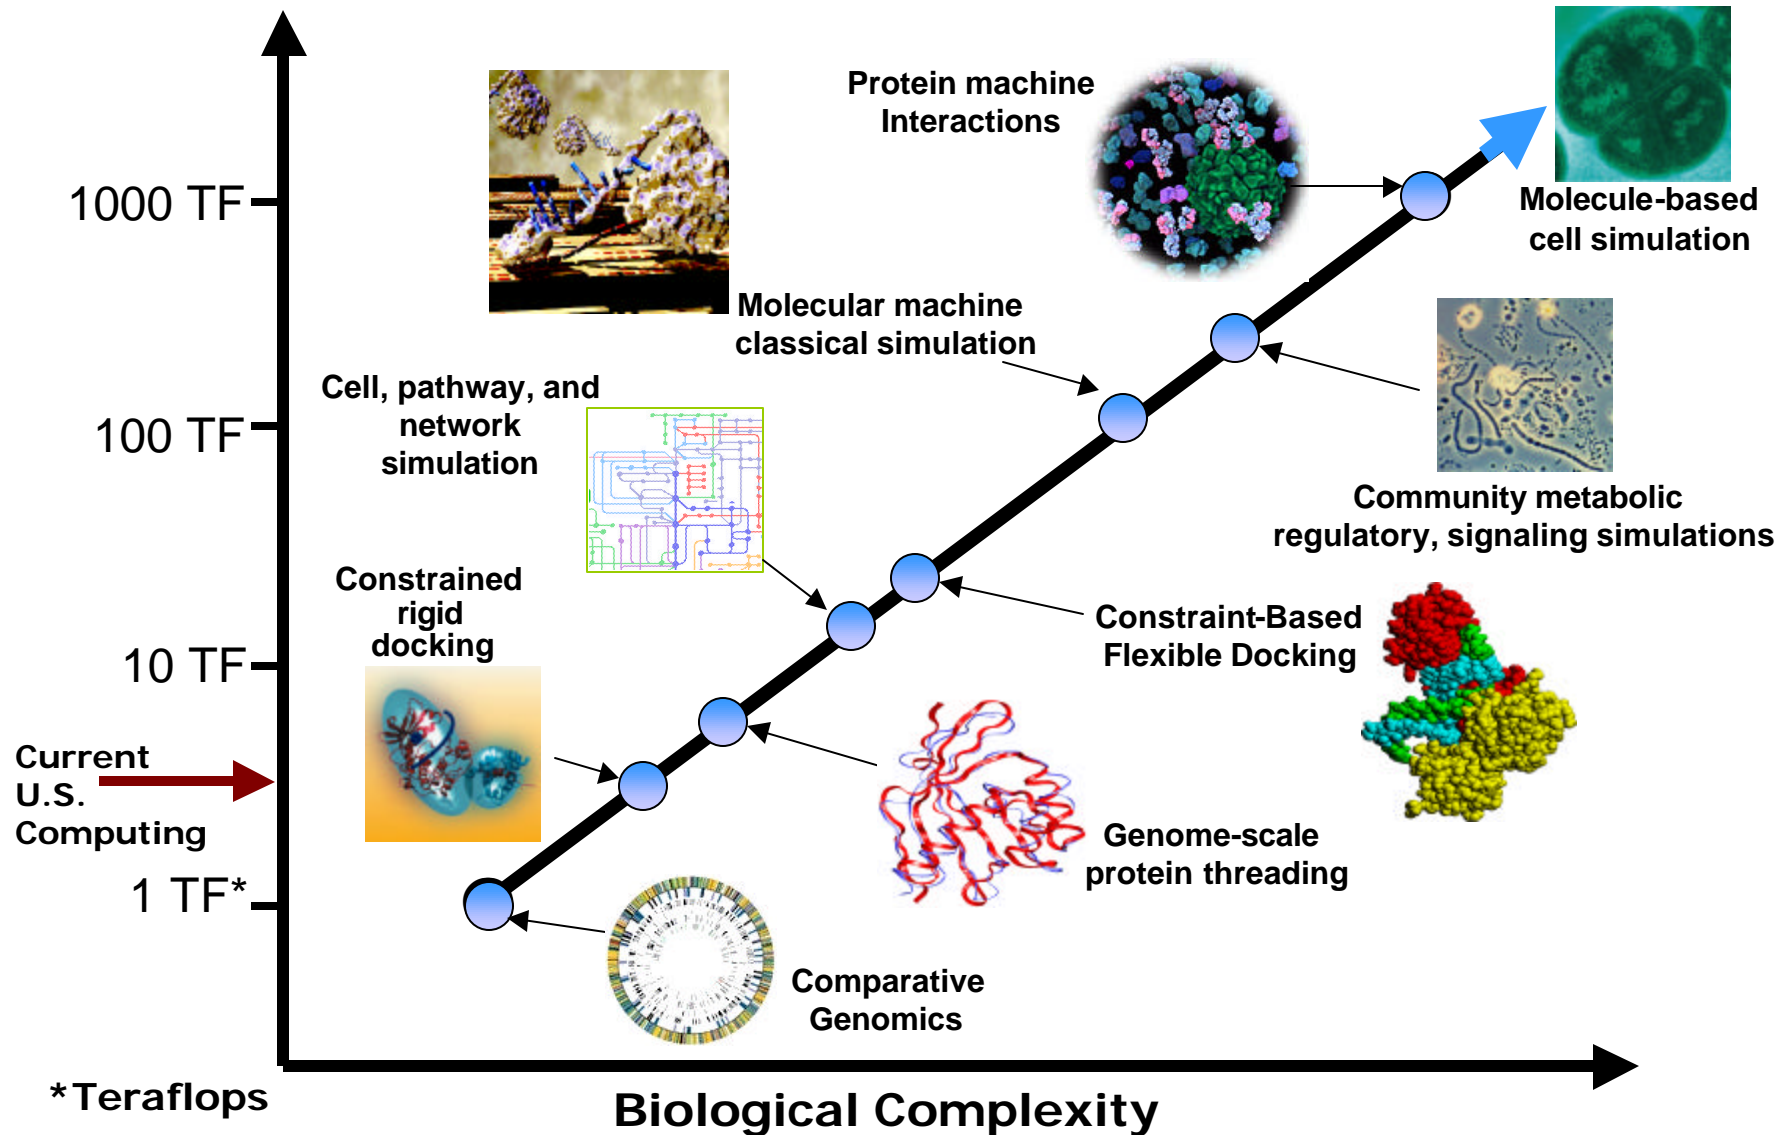 Protein machine
Interactions
1000 TF
Molecule-based
cell simulation
Molecular machine
classical simulation
Cell, pathway, and
network
simulation
100 TF
Community metabolic
regulatory, signaling simulations
Constrained
rigid
docking
Constraint-Based
Flexible Docking
10 TF
Current
U.S.
Computing
Genome-scale
protein threading
1 TF*
Comparative
Genomics
*Teraflops
Biological Complexity